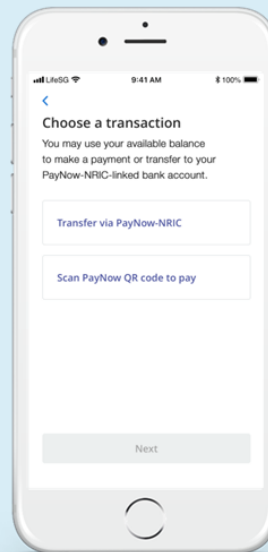 LifeSG 9:41 AM 100%
Choose a transaction
You may use your available balance
to make a payment or transfer to your
PayNow-NRIC-linked bank account.
Transfer via PayNow-NRIC
Scan PayNow QR code to pay
Next